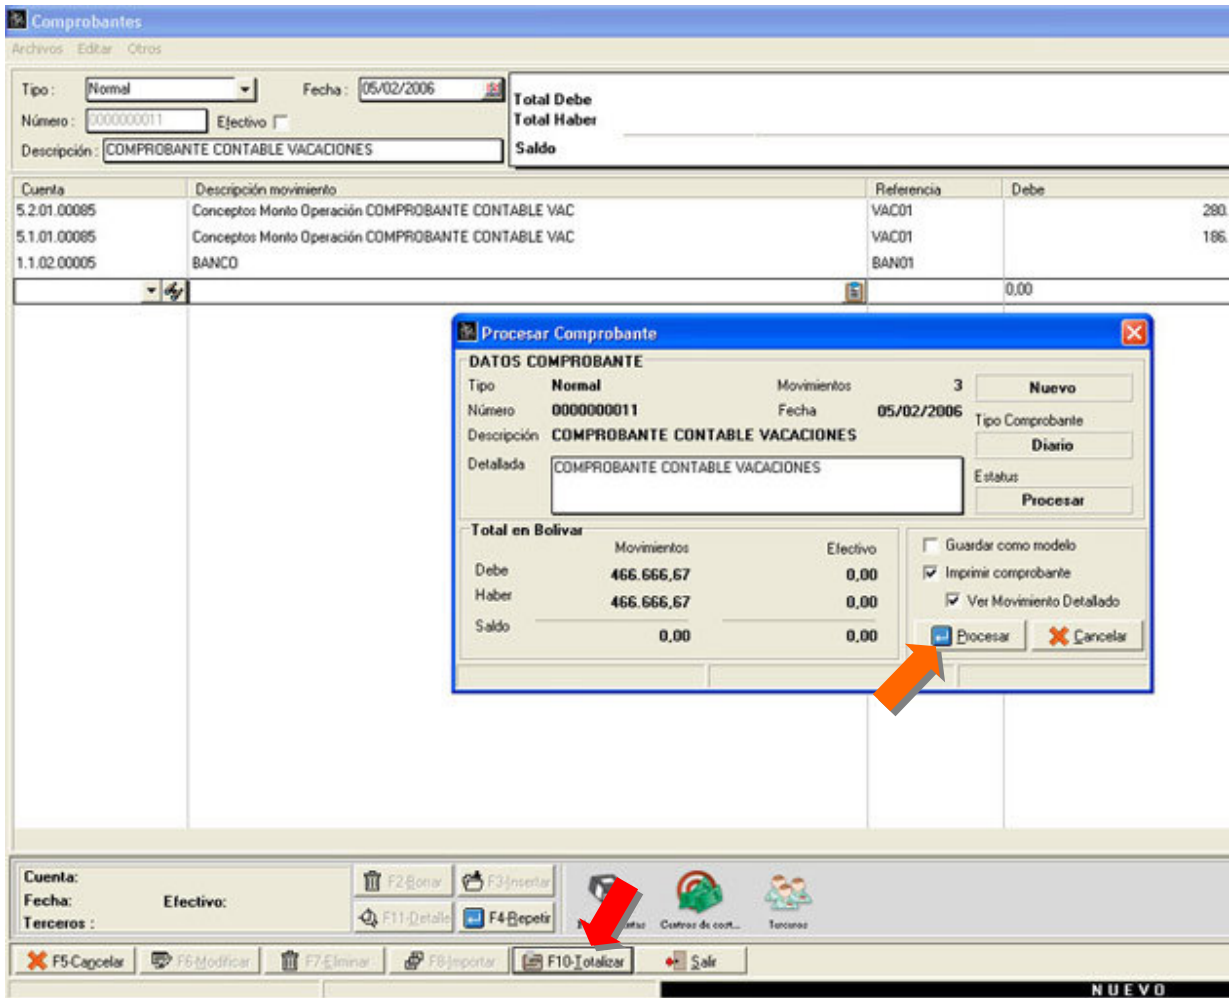 Comprobantes
Archivos Editar Otros
Tipo : Normal Fecha : 05/02/2006
Total Debe
Número : 0000000011 Efectivo
Total Haber
Descripción : COMPROBANTE CONTABLE VACACIONES
Saldo
Cuenta Descripción movimiento Referencia Debe
5.2.01.00085 Conceptos Monto Operación COMPROBANTE CONTABLE VAC VAC01 280.
5.1.01.00085 Conceptos Monto Operación COMPROBANTE CONTABLE VAC VAC01 186.
1.1.02.00005 BANCO BAN01
0,00
Procesar Comprobante
DATOS COMPROBANTE
Tipo Normal Movimientos 3 Nuevo
Número 0000000011 Fecha 05/02/2006
Tipo Comprobante
Descripción COMPROBANTE CONTABLE VACACIONES
Diario
Detallada COMPROBANTE CONTABLE VACACIONES
Estatus
Procesar
Total en Bolivar
Movimientos Efectivo
Guardar como modelo
Debe 466.666,67 0,00
Imprimir comprobante
Haber 466.666,67 0,00
Ver Movimiento Detallado
Saldo 0,00 0,00
Procesar Cancelar
Cuenta:
F2-Borrar F3-Insertar
Fecha: Efectivo:
Terceros :
F11-Detalle F4-Repetir
Centros de cost... Terceros
F5-Cancelar F6-Modificar F7-Eliminar F8-Importar F10-Totalizar Salir
NUEVO